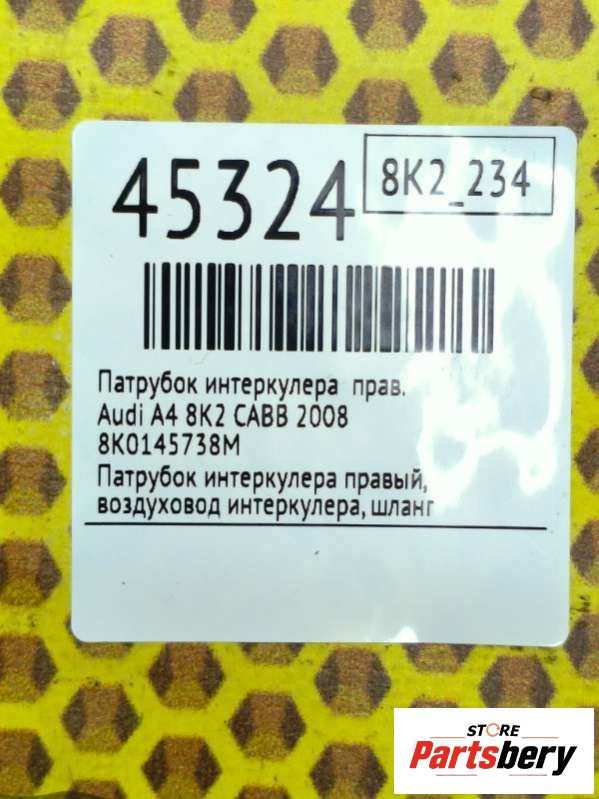 45324
8K2_234
Патрубок интеркулера прав.
Audi A4 8K2 CABB 2008
8K0145738M
Патрубок интеркулера правый,
воздуховод интеркулера, шланг
STORE
Partsbery